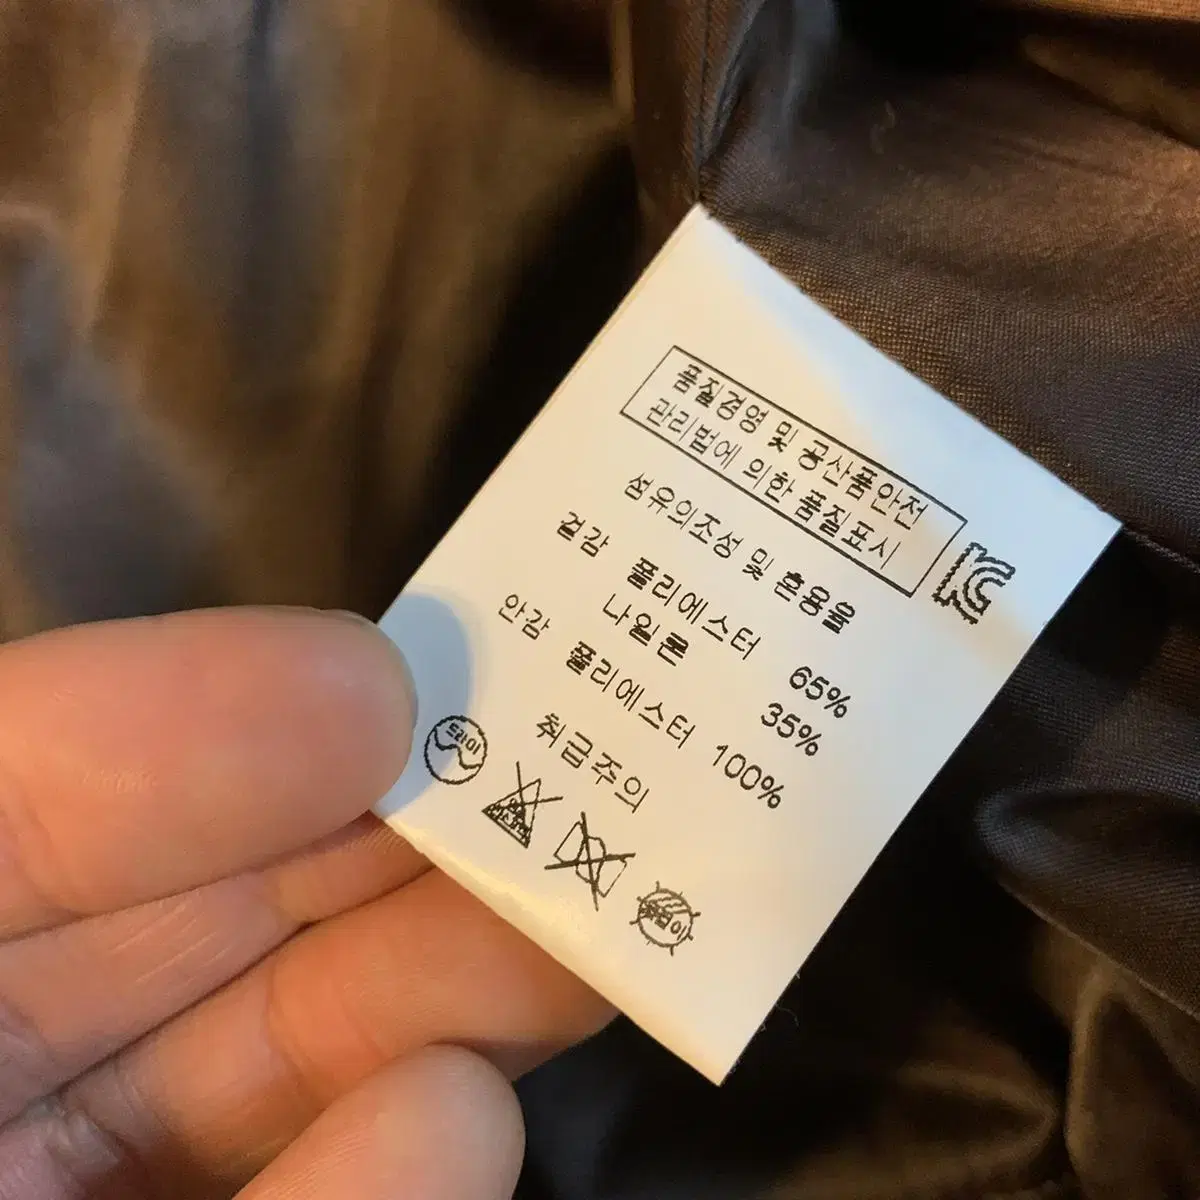 품질경영 및 공산품안전
관리법에 의한 품질표시
섬유의조성 및 혼용율
겉감 폴리에스터 65%
나일론 35%
안감 폴리에스터 100%
취급주의
드라이